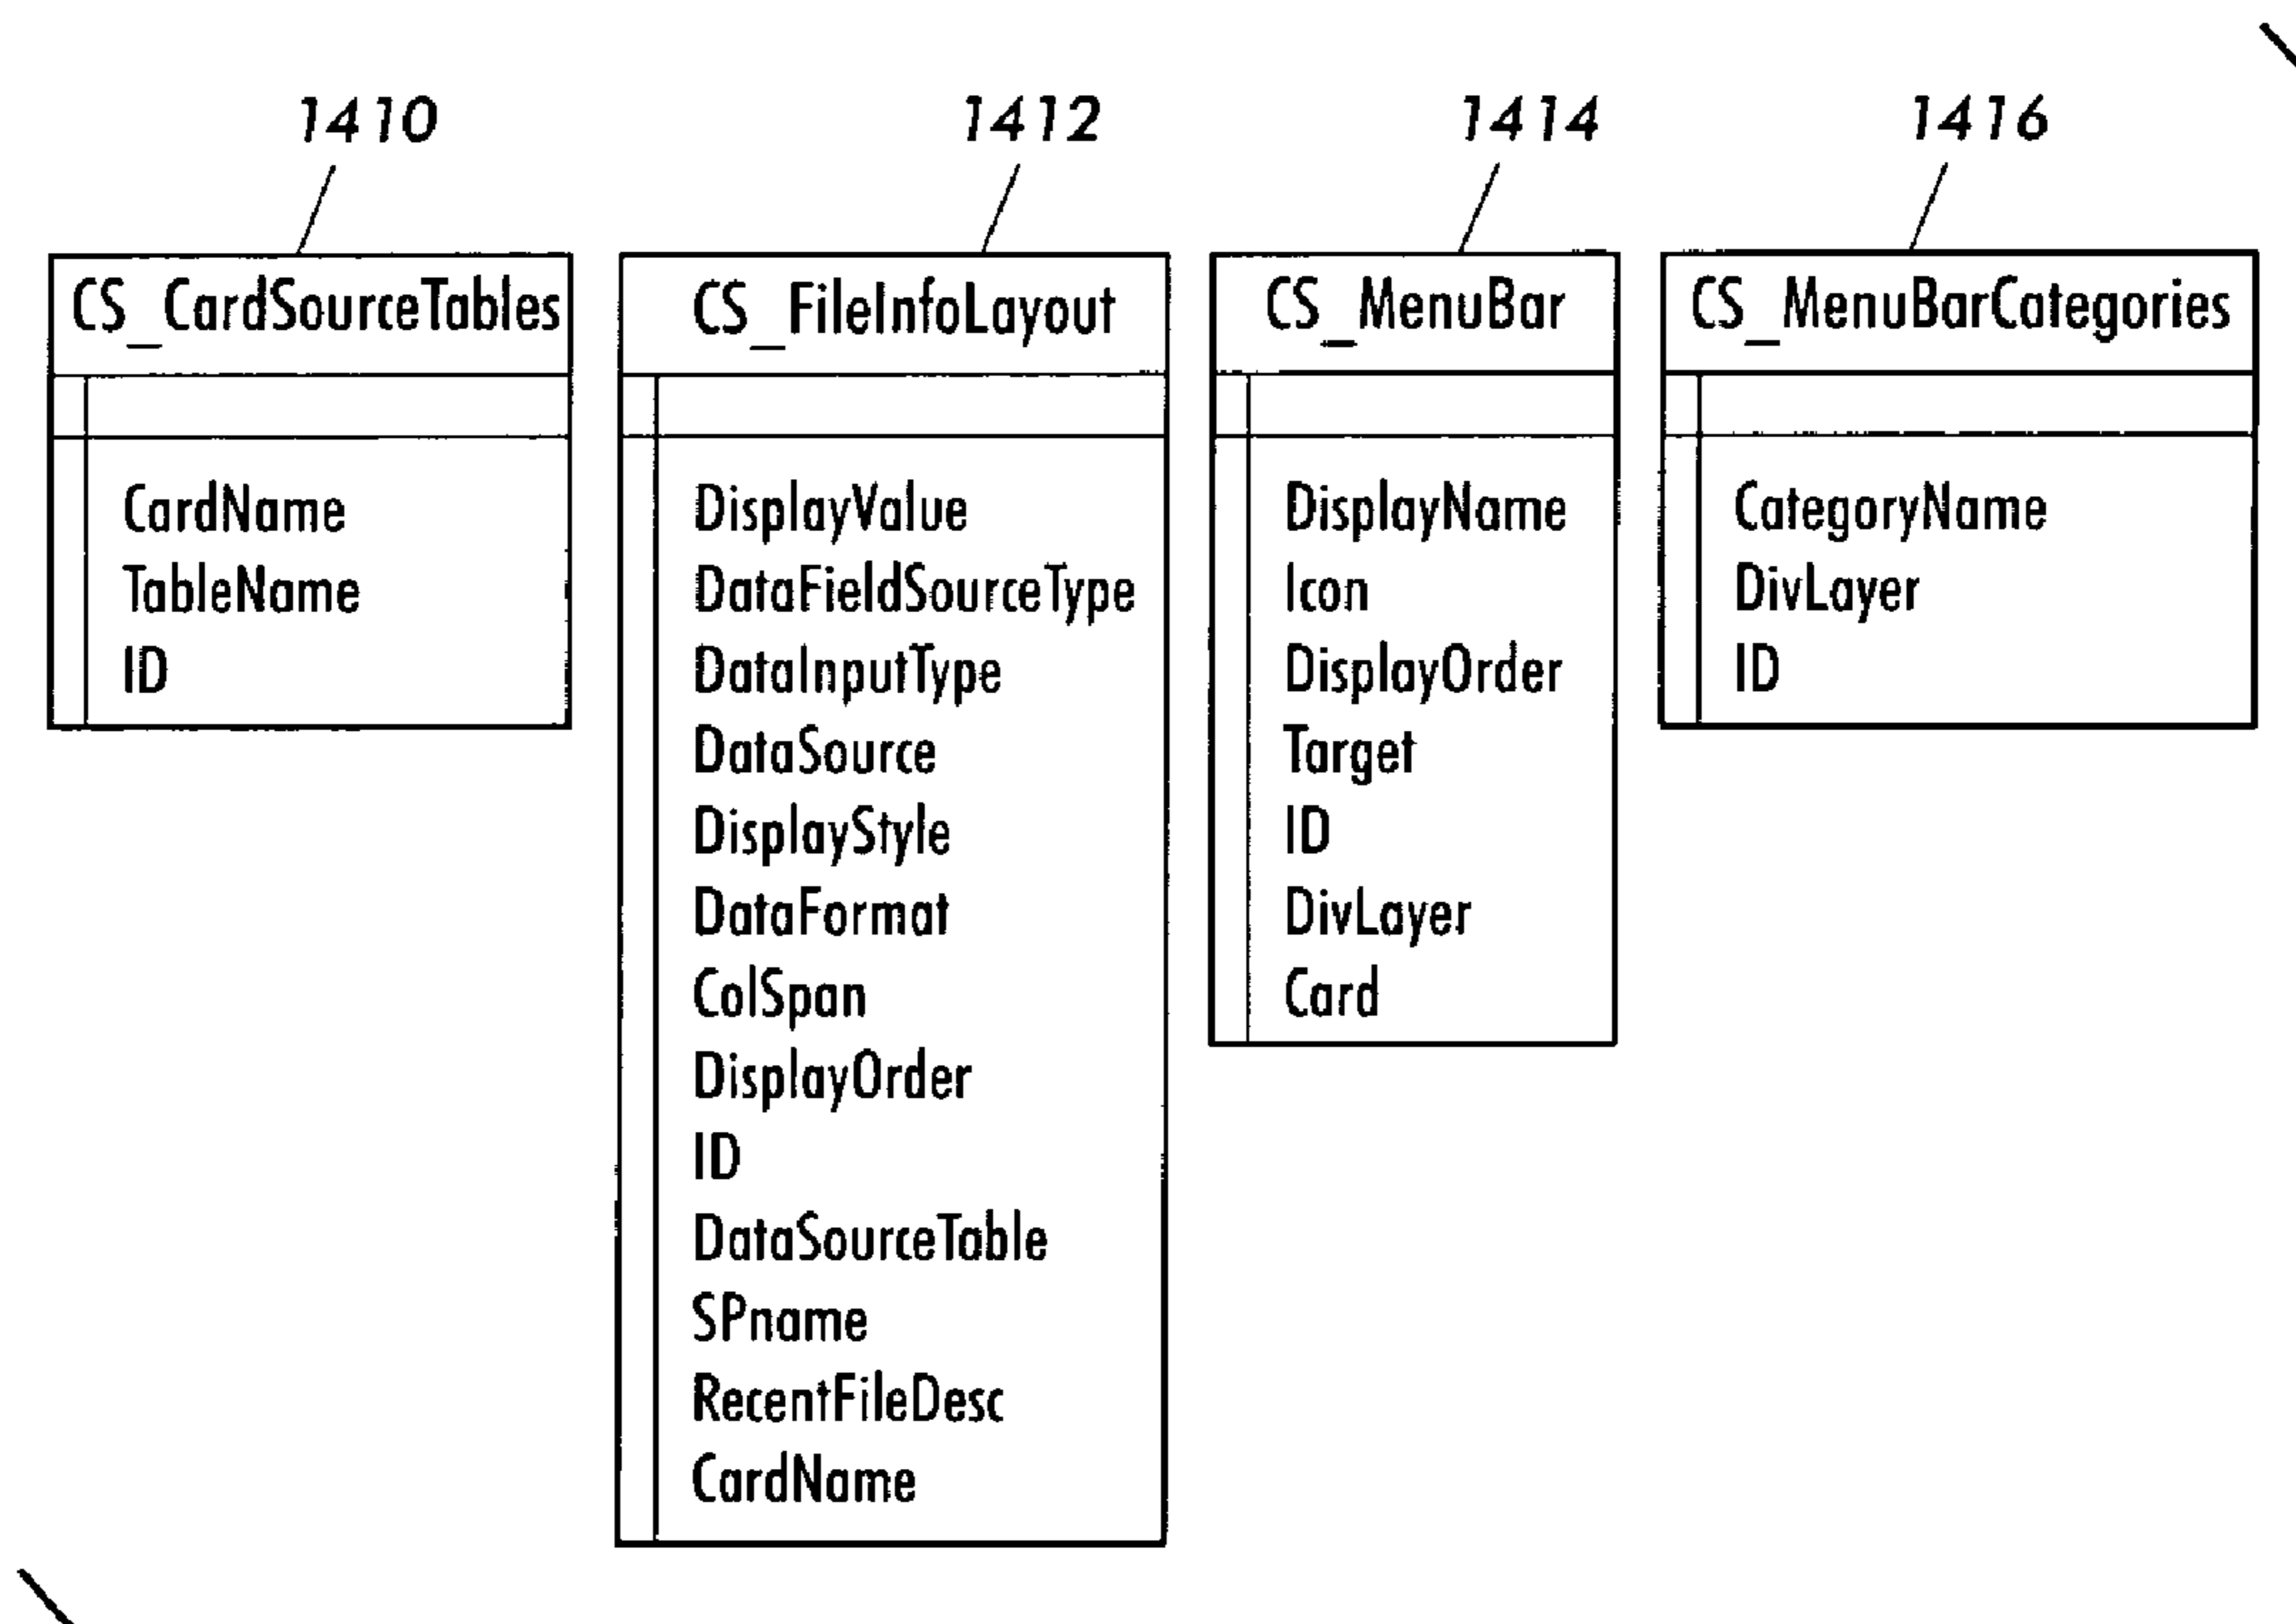 1410
CS_CardSourceTables
CardName
TableName
ID
1412
CS_FileInfoLayout
DisplayValue
DataFieldSourceType
DataInputType
DataSource
DisplayStyle
DataFormat
ColSpan
DisplayOrder
ID
DataSourceTable
SPname
RecentFileDesc
CardName
1414
CS_MenuBar
DisplayName
Icon
DisplayOrder
Target
ID
DivLayer
Card
1416
CS_MenuBarCategories
CategoryName
DivLayer
ID